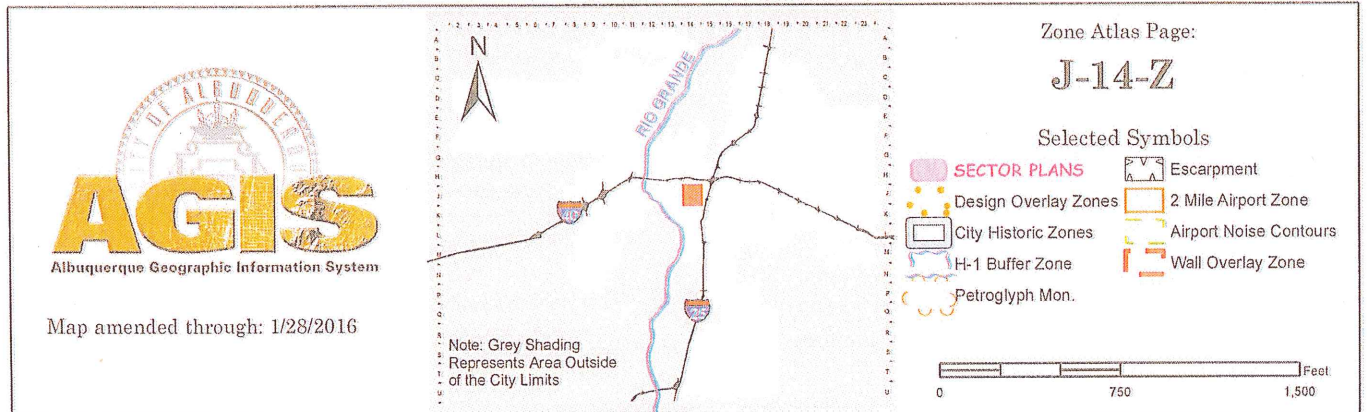 CITY OF ALBUQUERQUE
AGIS
Albuquerque Geographic Information System
Map amended through: 1/28/2016
N
RIO GRANDE
40
25
Note: Grey Shading
Represents Area Outside
of the City Limits
Zone Atlas Page:
J-14-Z
Selected Symbols
SECTOR PLANS
Escarpment
Design Overlay Zones
2 Mile Airport Zone
City Historic Zones
Airport Noise Contours
H-1 Buffer Zone
Wall Overlay Zone
Petroglyph Mon.
Feet
0 750 1,500